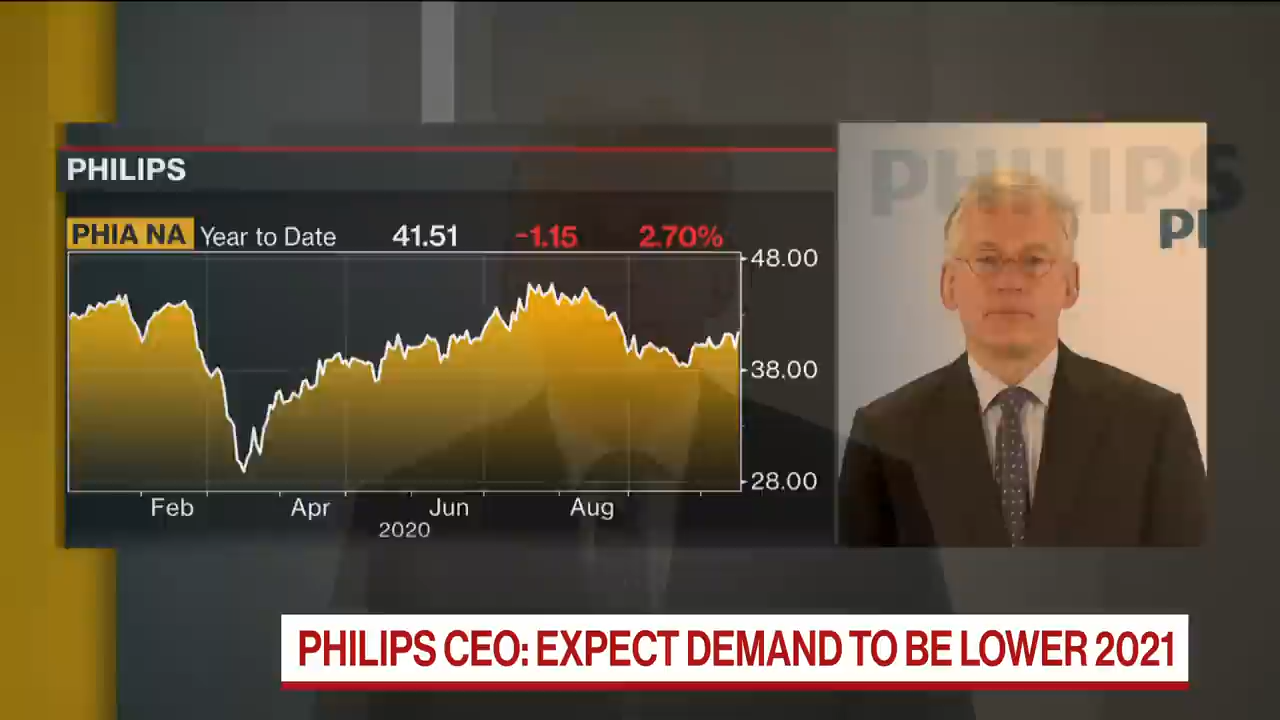 PHILIPS
PHILIPS
PHIA NA Year to Date 41.51 -1.15 2.70%
48.00
38.00
28.00
Feb Apr Jun Aug
2020
PHILIPS CEO: EXPECT DEMAND TO BE LOWER 2021